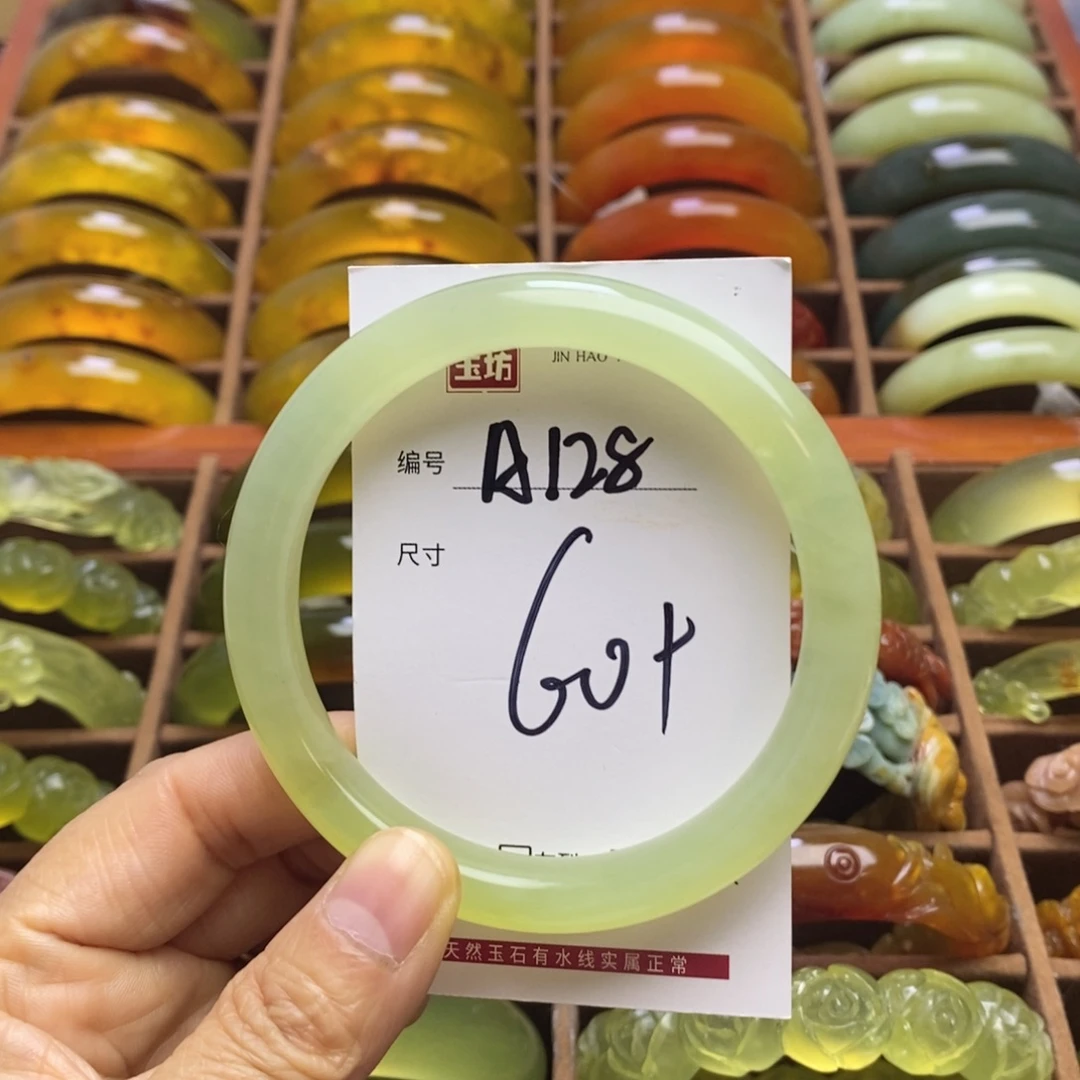 玉坊
JIN HAO
编号 A128
尺寸
60+
天然玉石有水线实属正常